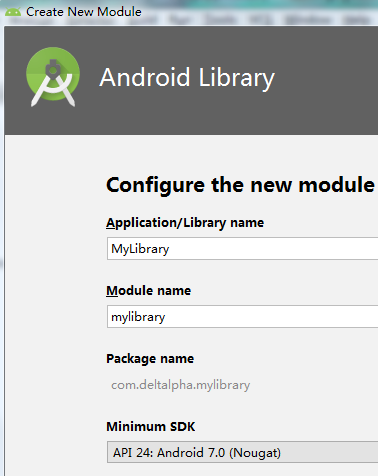 Create New Module
Android Library
Configure the new module
Application/Library name
MyLibrary
Module name
mylibrary
Package name
com.deltalpha.mylibrary
Minimum SDK
API 24: Android 7.0 (Nougat)